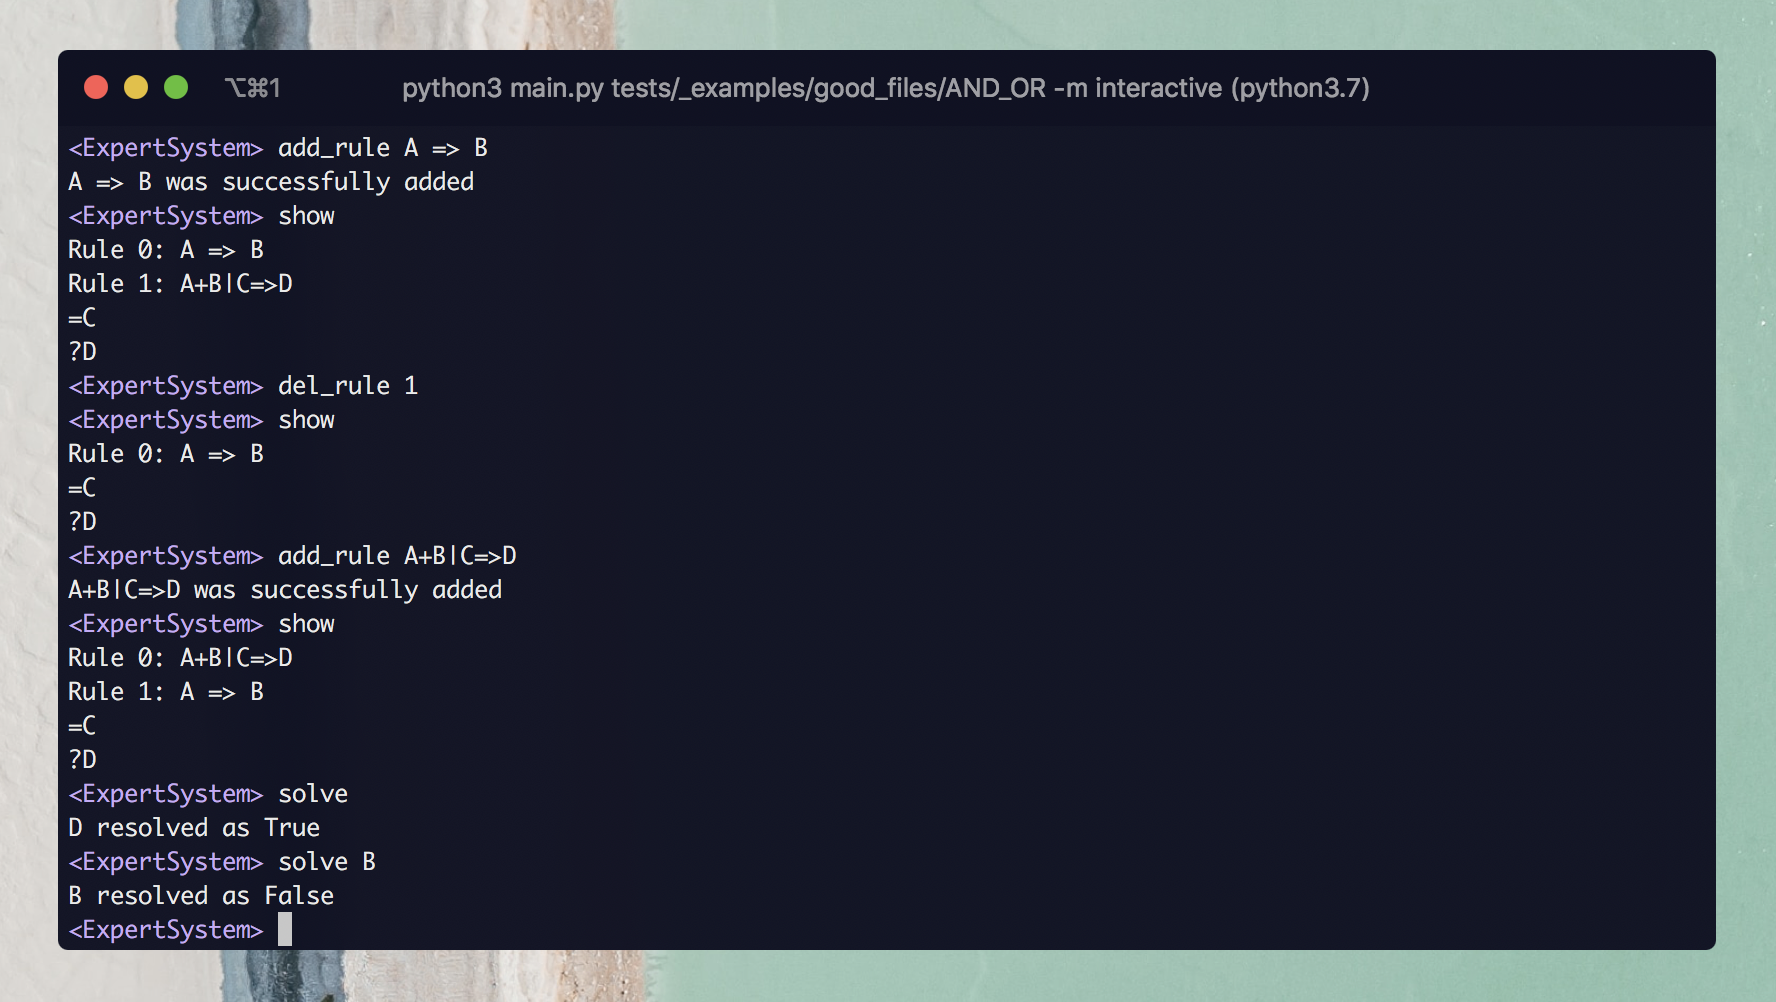 ⌥⌘1 python3 main.py tests/_examples/good_files/AND_OR -m interactive (python3.7)
<ExpertSystem> add_rule A => B
A => B was successfully added
<ExpertSystem> show
Rule 0: A => B
Rule 1: A+B|C=>D
=C
?D
<ExpertSystem> del_rule 1
<ExpertSystem> show
Rule 0: A => B
=C
?D
<ExpertSystem> add_rule A+B|C=>D
A+B|C=>D was successfully added
<ExpertSystem> show
Rule 0: A+B|C=>D
Rule 1: A => B
=C
?D
<ExpertSystem> solve
D resolved as True
<ExpertSystem> solve B
B resolved as False
<ExpertSystem>